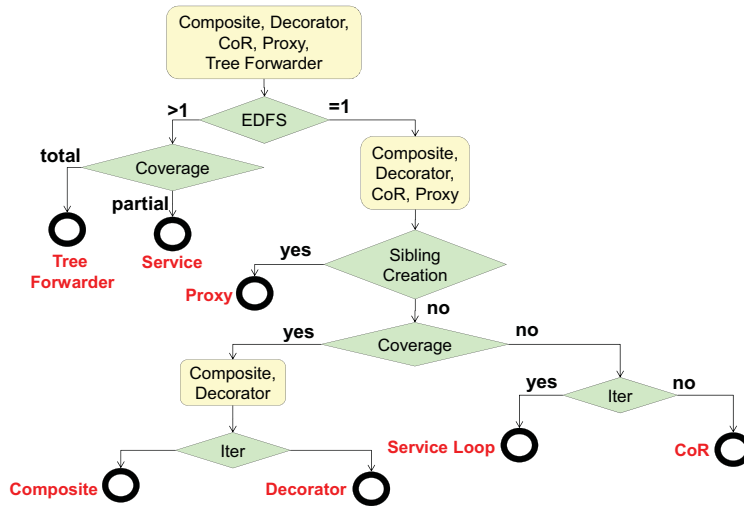 Composite, Decorator,
CoR, Proxy,
Tree Forwarder
>1
EDFS
=1
total
Coverage
partial
Composite,
Decorator,
CoR, Proxy
Tree
Forwarder
Service
yes
Sibling
Creation
Proxy
no
yes
Coverage
no
Composite,
Decorator
yes
Iter
no
Iter
Service Loop
CoR
Composite
Decorator